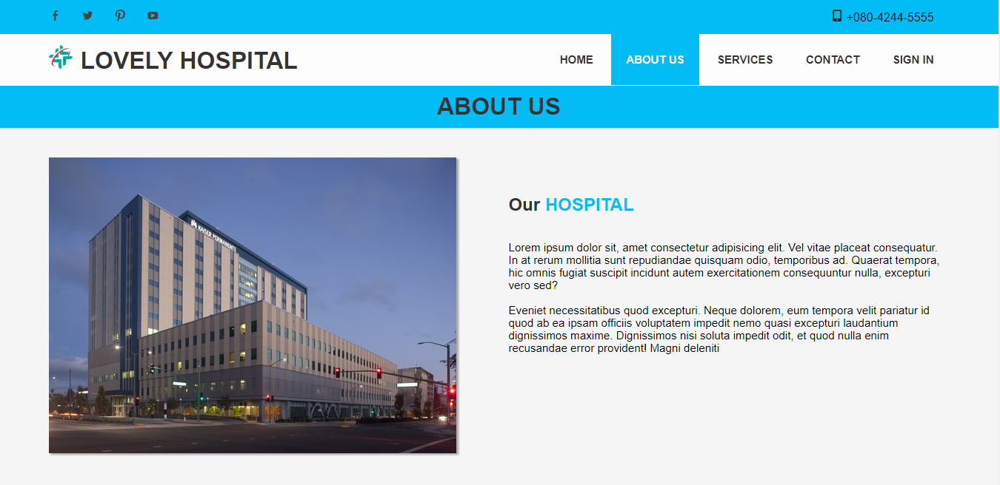 +080-4244-5555
LOVELY HOSPITAL
HOME ABOUT US SERVICES CONTACT SIGN IN
ABOUT US
KAISER PERMANENTE
Our HOSPITAL
Lorem ipsum dolor sit, amet consectetur adipisicing elit. Vel vitae placeat consequatur.
In at rerum mollitia sunt repudiandae quisquam odio, temporibus ad. Quaerat tempora,
hic omnis fugiat suscipit incidunt autem exercitationem consequuntur nulla, excepturi
vero sed?
Eveniet necessitatibus quod excepturi. Neque dolorem, eum tempora velit pariatur id
quod ab ea ipsam officiis voluptatem impedit nemo quasi excepturi laudantium
dignissimos maxime. Dignissimos nisi soluta impedit odit, et quod nulla enim
recusandae error provident! Magni deleniti